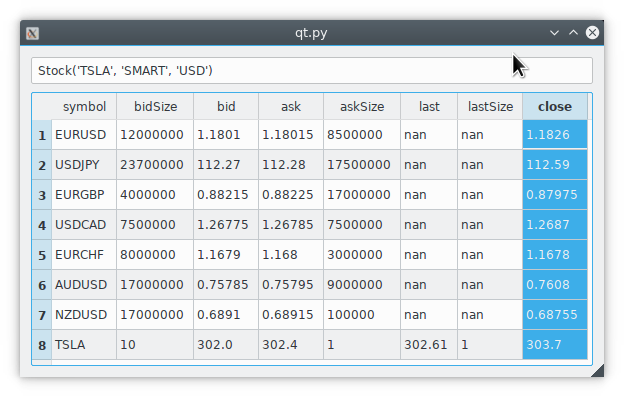 qt.py
Stock('TSLA', 'SMART', 'USD')
symbol bidSize bid ask askSize last lastSize close
1 EURUSD 12000000 1.1801 1.18015 8500000 nan nan 1.1826
2 USDJPY 23700000 112.27 112.28 17500000 nan nan 112.59
3 EURGBP 4000000 0.88215 0.88225 17000000 nan nan 0.87975
4 USDCAD 7500000 1.26775 1.26785 7500000 nan nan 1.2687
5 EURCHF 8000000 1.1679 1.168 3000000 nan nan 1.1678
6 AUDUSD 17000000 0.75785 0.75795 9000000 nan nan 0.7608
7 NZDUSD 17000000 0.6891 0.68915 100000 nan nan 0.68755
8 TSLA 10 302.0 302.4 1 302.61 1 303.7